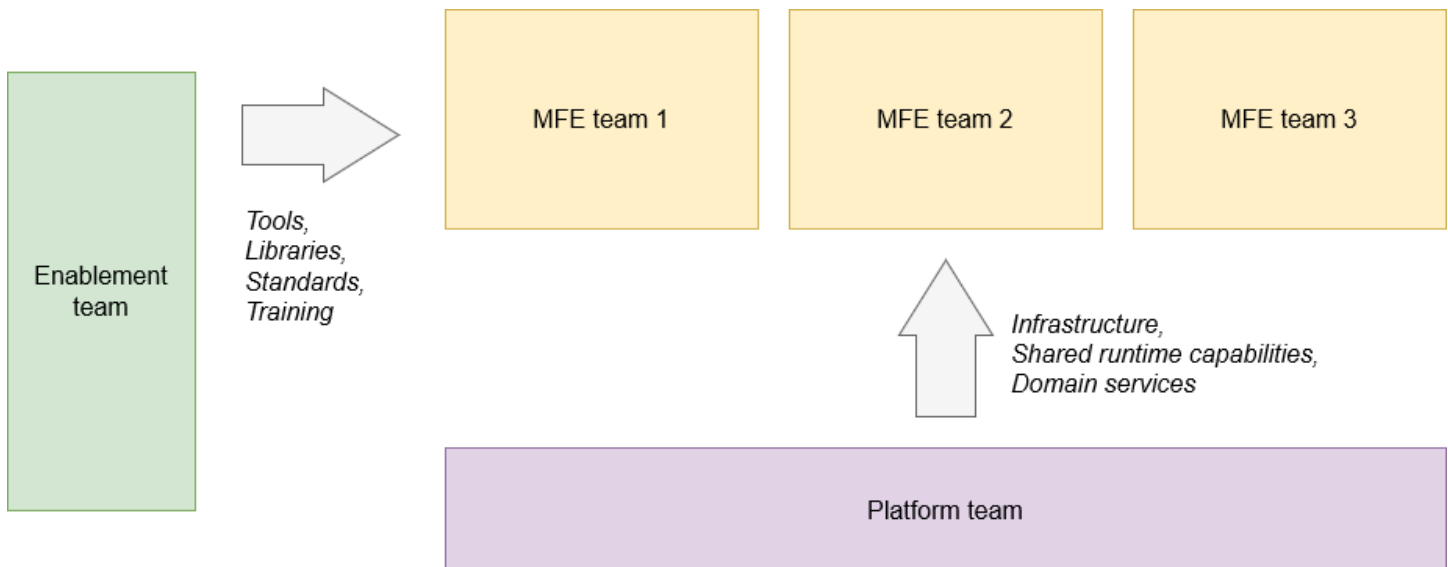 MFE team 1
MFE team 2
MFE team 3
Tools,
Libraries,
Standards,
Training
Enablement
team
Infrastructure,
Shared runtime capabilities,
Domain services
Platform team